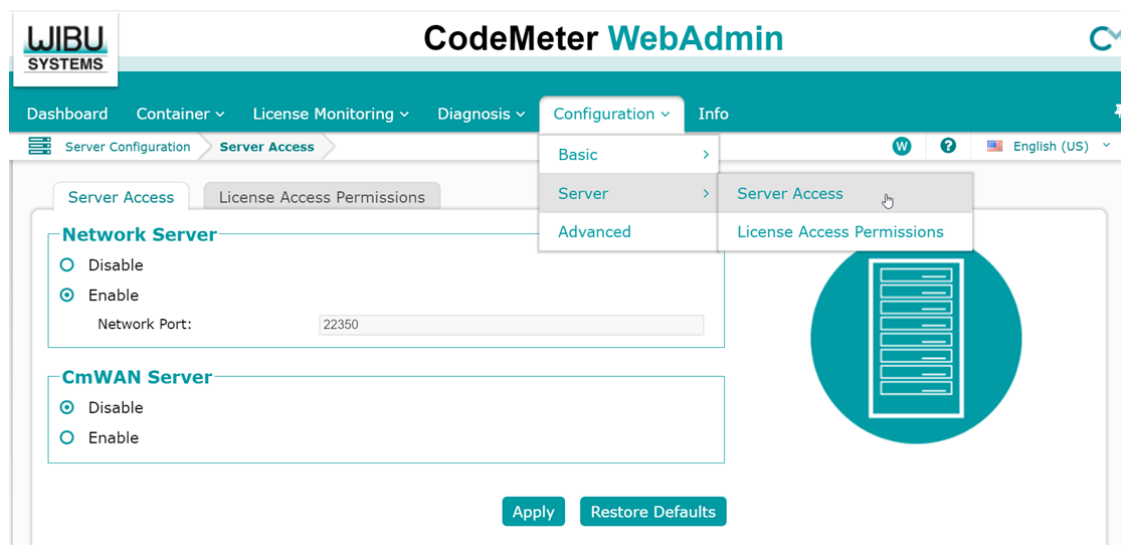 WIBU
SYSTEMS
CodeMeter WebAdmin
Dashboard Container License Monitoring Diagnosis Configuration Info
Server Configuration Server Access
Basic
W ? English (US)
Server Access License Access Permissions
Server
Server Access
Advanced
License Access Permissions
Network Server
Disable
Enable
Network Port: 22350
CmWAN Server
Disable
Enable
Apply Restore Defaults